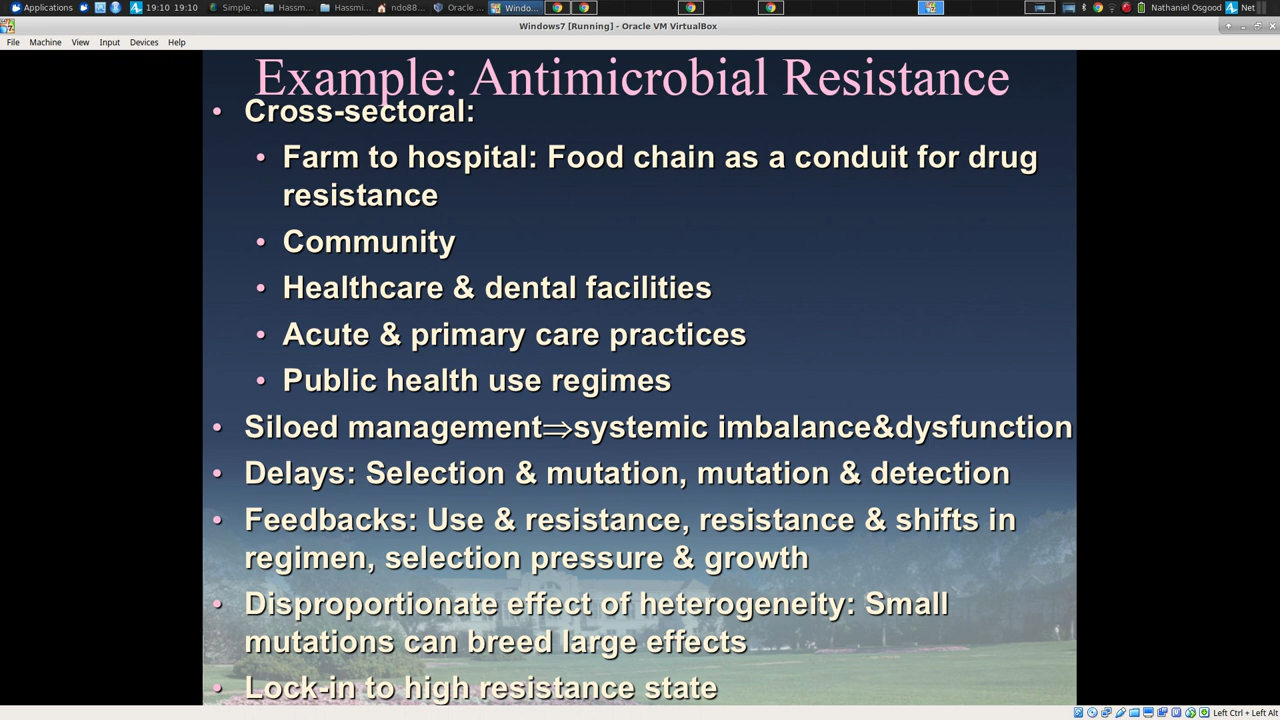 Applications 19:10 19:10 Simple... Hassm... Hassmi... ndo88... Oracle ... Windo... Nathaniel Osgood Net
Windows7 [Running] - Oracle VM VirtualBox
File Machine View Input Devices Help
Example: Antimicrobial Resistance
• Cross-sectoral:
• Farm to hospital: Food chain as a conduit for drug
resistance
• Community
• Healthcare & dental facilities
• Acute & primary care practices
• Public health use regimes
• Siloed management⇒systemic imbalance&dysfunction
• Delays: Selection & mutation, mutation & detection
• Feedbacks: Use & resistance, resistance & shifts in
regimen, selection pressure & growth
• Disproportionate effect of heterogeneity: Small
mutations can breed large effects
• Lock-in to high resistance state
Left Ctrl + Left Alt